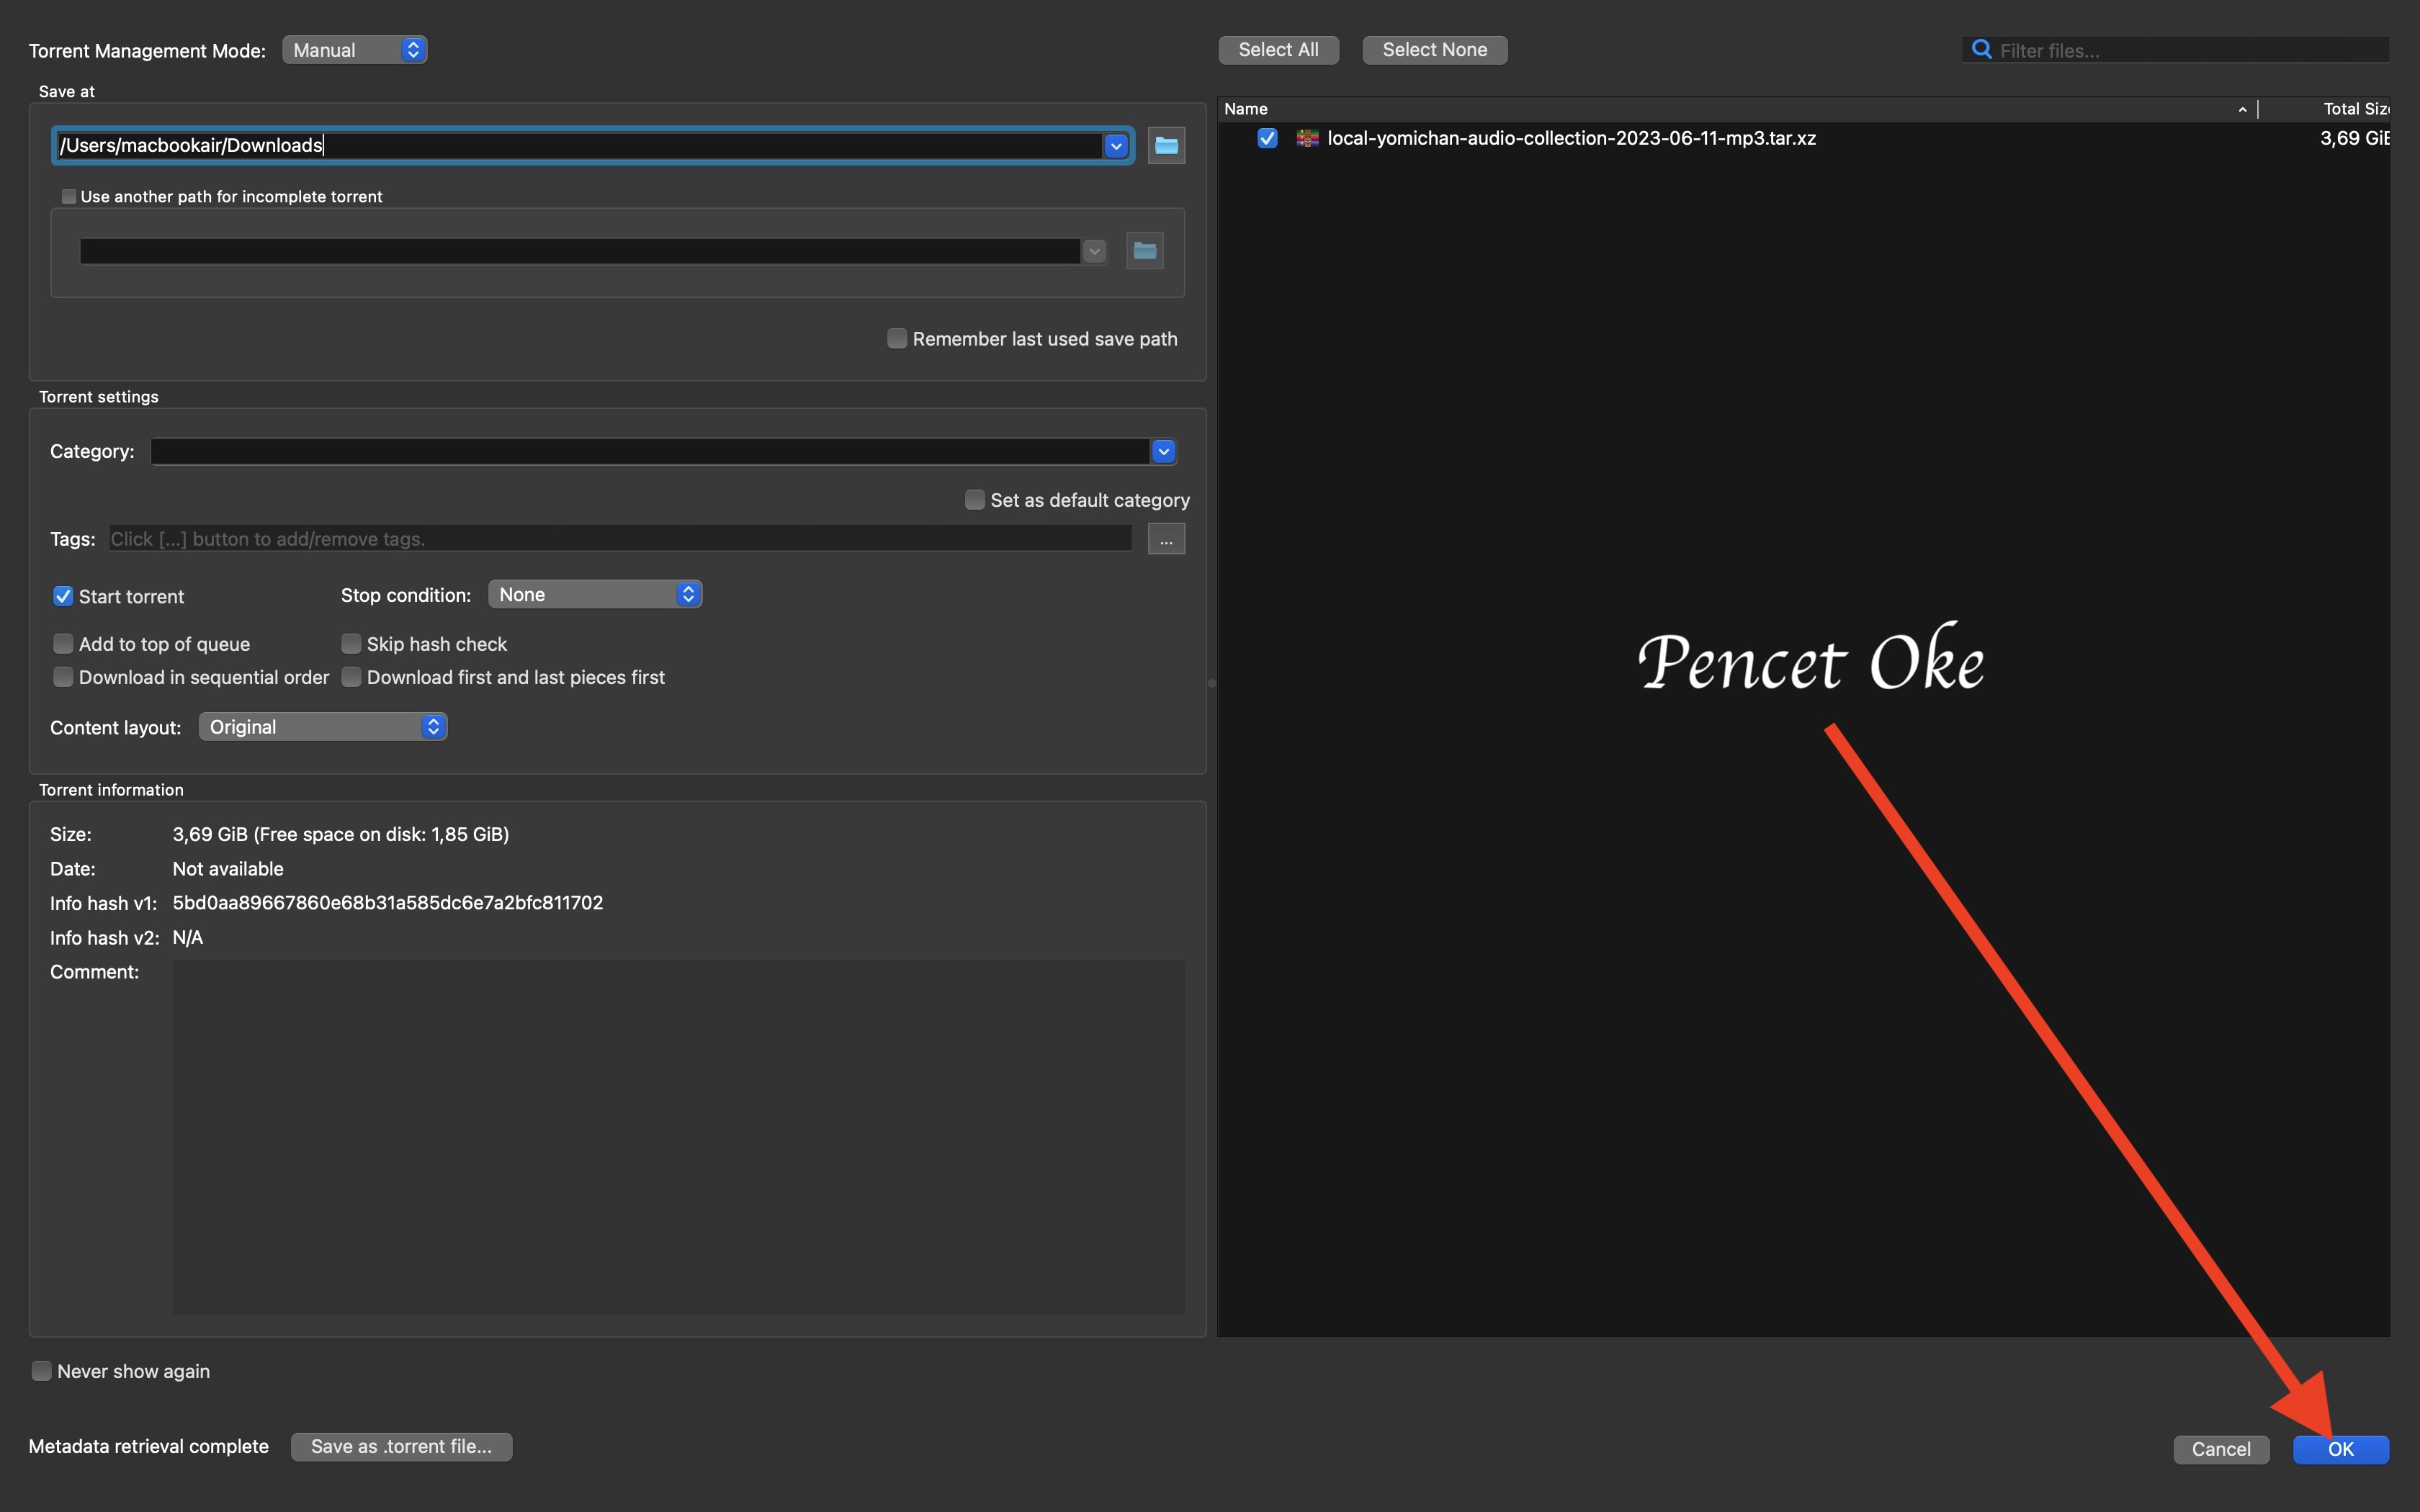 Torrent Management Mode: Manual
Select All
Select None
Filter files...
Save at
/Users/macbookair/Downloads
Use another path for incomplete torrent
Remember last used save path
Torrent settings
Category:
Set as default category
Tags: Click [...] button to add/remove tags.
...
Start torrent
Stop condition: None
Add to top of queue
Skip hash check
Download in sequential order
Download first and last pieces first
Content layout: Original
Torrent information
Size: 3,69 GiB (Free space on disk: 1,85 GiB)
Date: Not available
Info hash v1: 5bd0aa89667860e68b31a585dc6e7a2bfc811702
Info hash v2: N/A
Comment:
Never show again
Metadata retrieval complete
Save as .torrent file...
Name
Total Siz
local-yomichan-audio-collection-2023-06-11-mp3.tar.xz
3,69 GiE
Pencet Oke
Cancel
OK